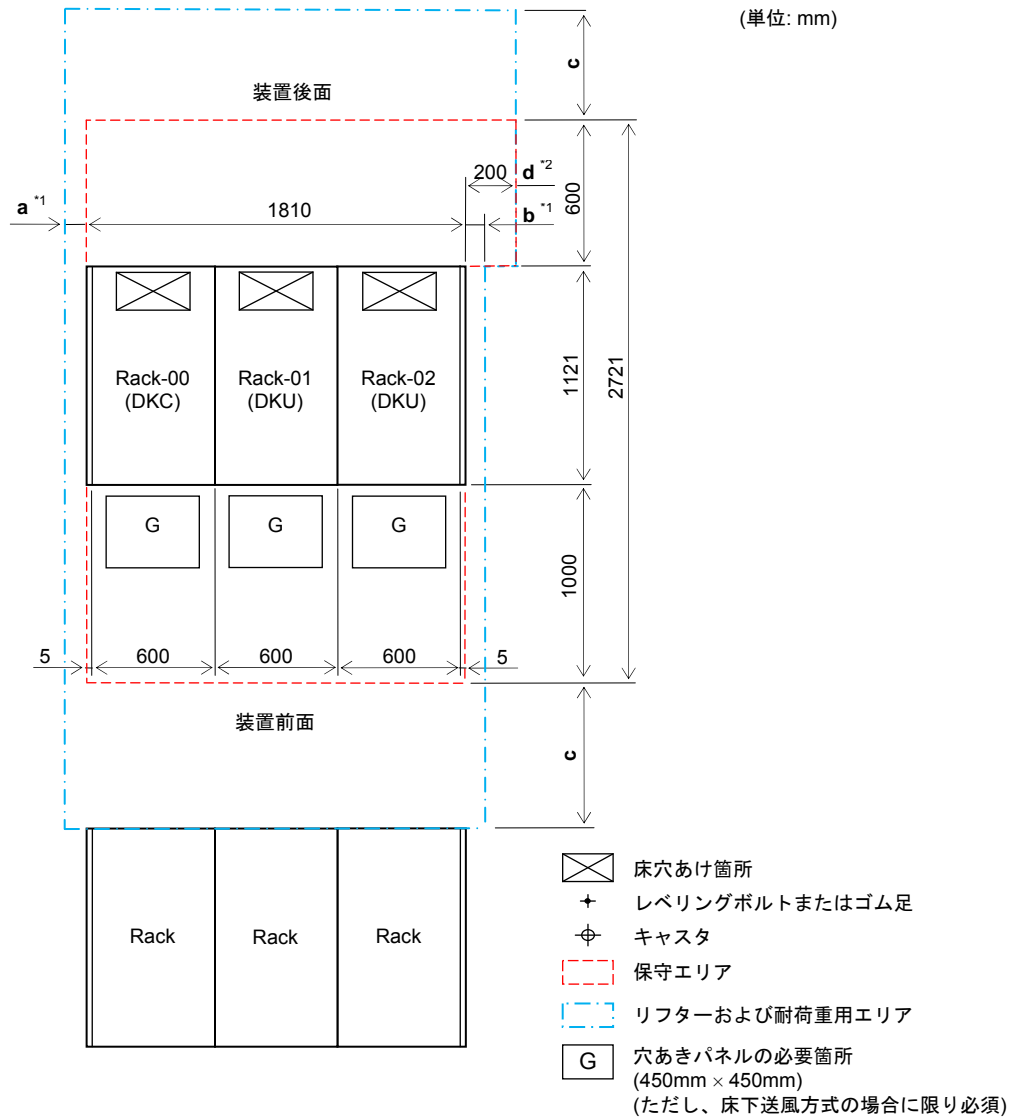 (単位: mm)
c
装置後面
200 d *2
a *1
1810
b *1
600
Rack-00
(DKC)
Rack-01
(DKU)
Rack-02
(DKU)
1121
2721
G
G
G
1000
5
600
600
600
5
装置前面
c
Rack
Rack
Rack
床穴あけ箇所
レベリングボルトまたはゴム足
キャスタ
保守エリア
リフターおよび耐荷重用エリア
G
穴あきパネルの必要箇所
(450mm × 450mm)
(ただし、床下送風方式の場合に限り必須)